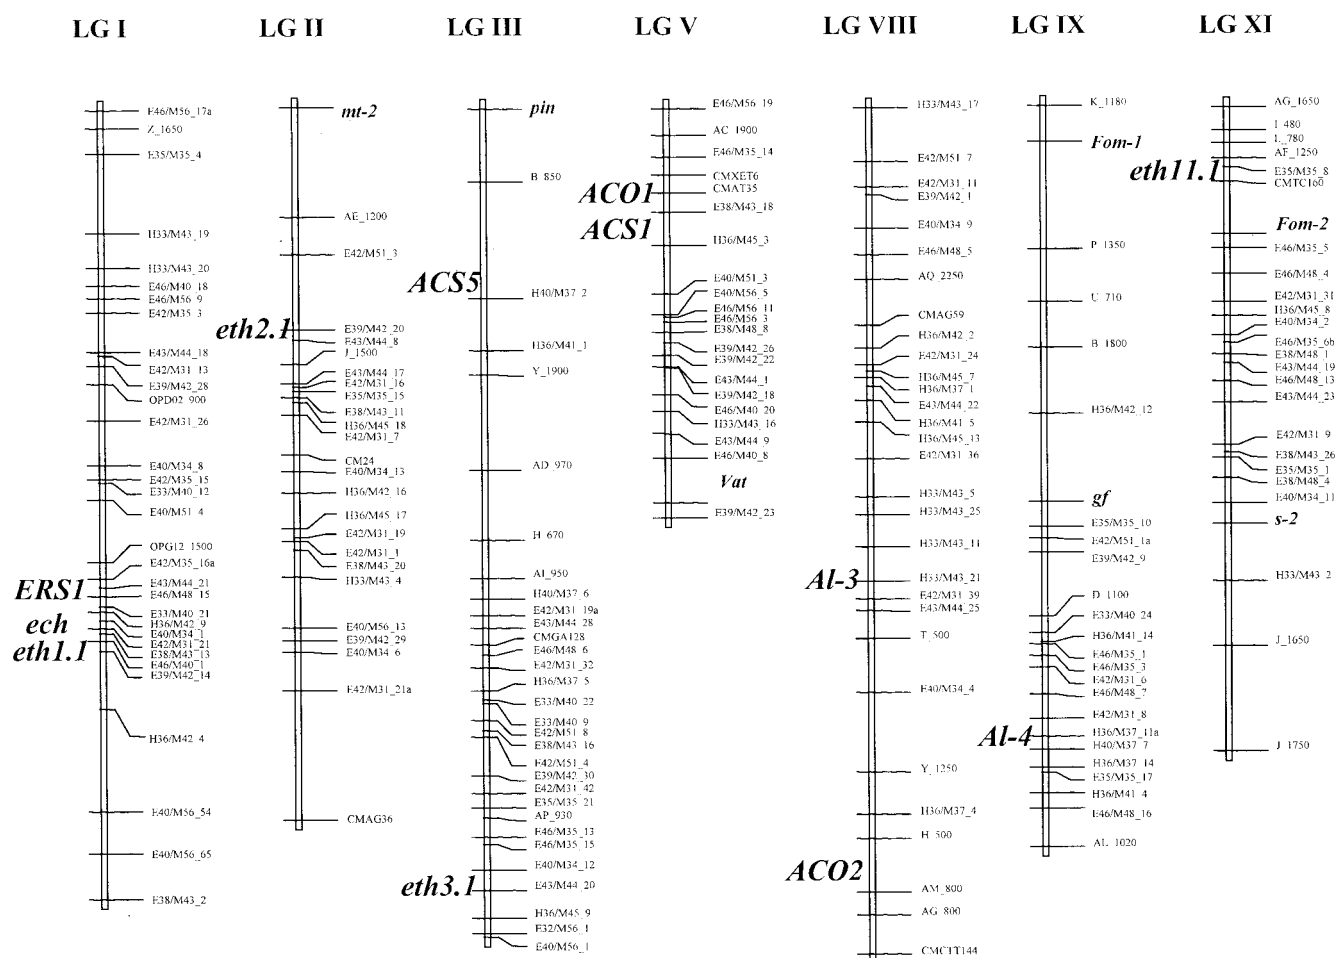 LG I
E46/M56_17a
Z_1650
E35/M35_4
H33/M43_19
H33/M43_20
E46/M40_18
E46/M56_9
E42/M35_3
E43/M44_18
E42/M31_13
E39/M42_28
OPD02_900
E42/M31_26
E40/M34_8
E42/M35_15
E33/M40_12
E40/M51_4
OPG12_1500
E42/M35_16a
E43/M44_21
ERS1
E46/M48_15
E33/M40_21
ech
H36/M42_9
E40/M34_1
E42/M31_21
eth1.1
E38/M43_13
E46/M40_1
E39/M42_14
H36/M42_4
E40/M56_54
E40/M56_65
E38/M43_2
LG II
mt-2
AE_1200
E42/M51_3
eth2.1
E39/M42_20
E43/M44_8
J_1500
E43/M44_17
E42/M31_16
E35/M35_15
E38/M43_11
H36/M45_18
E42/M31_7
CM24
E40/M34_13
H36/M42_16
H36/M45_17
E42/M31_19
E42/M31_1
E38/M43_20
H33/M43_4
E40/M56_13
E39/M42_29
E40/M34_6
E42/M31_21a
CMAG36
LG III
pin
B_850
ACS5
H40/M37_2
H36/M41_1
Y_1900
AD_970
H_670
AI_950
H40/M37_6
E42/M31_19a
E43/M44_28
CMGA128
E46/M48_6
E42/M31_32
H36/M37_5
E33/M40_22
E33/M40_9
E42/M51_8
E38/M43_16
E42/M51_4
E39/M42_30
E42/M31_42
E35/M35_21
AP_930
E46/M35_13
E46/M35_15
E40/M34_12
eth3.1
E43/M44_20
H36/M45_9
E32/M56_1
E40/M56_1
LG V
E46/M56_19
AC_1900
E46/M35_14
CMXET6
ACO1
CMAT35
E38/M43_18
ACS1
H36/M45_3
E40/M51_3
E40/M56_5
E46/M56_11
E46/M56_3
E38/M48_8
E39/M42_26
E39/M42_22
E43/M44_1
E39/M42_18
E46/M40_20
H33/M43_16
E43/M44_9
E46/M40_8
Vat
E39/M42_23
LG VIII
H33/M43_17
E42/M51_7
E42/M31_11
E39/M42_1
E40/M34_9
E46/M48_5
AQ_2250
CMAG59
H36/M42_2
E42/M31_24
H36/M45_7
H36/M37_1
E43/M44_22
H36/M41_5
H36/M45_13
E42/M31_36
H33/M43_5
H33/M43_25
H33/M43_11
Al-3
H33/M43_21
E42/M31_39
E43/M44_25
T_500
E40/M34_4
Y_1250
H36/M37_4
H_500
ACO2
AM_800
AG_800
CMCTT144
LG IX
K_1180
Fom-1
P_1350
U_710
B_1800
H36/M42_12
gf
E35/M35_10
E42/M51_1a
E39/M42_9
D_1100
E33/M40_24
H36/M41_14
E46/M35_1
E46/M35_3
E42/M31_6
E46/M48_7
E42/M31_8
Al-4
H36/M37_11a
H40/M37_7
H36/M37_14
E35/M35_17
H36/M41_4
E46/M48_16
AL_1020
LG XI
AG_1650
I_480
L_780
AF_1250
eth11.1
E35/M35_8
CMTC160
Fom-2
E46/M35_5
E46/M48_4
E42/M31_31
H36/M45_8
E40/M34_2
E46/M35_6b
E38/M48_1
E43/M44_19
E46/M48_13
E43/M44_23
E42/M31_9
E38/M43_26
E35/M35_1
E38/M48_4
E40/M34_11
s-2
H33/M43_2
J_1650
J_1750